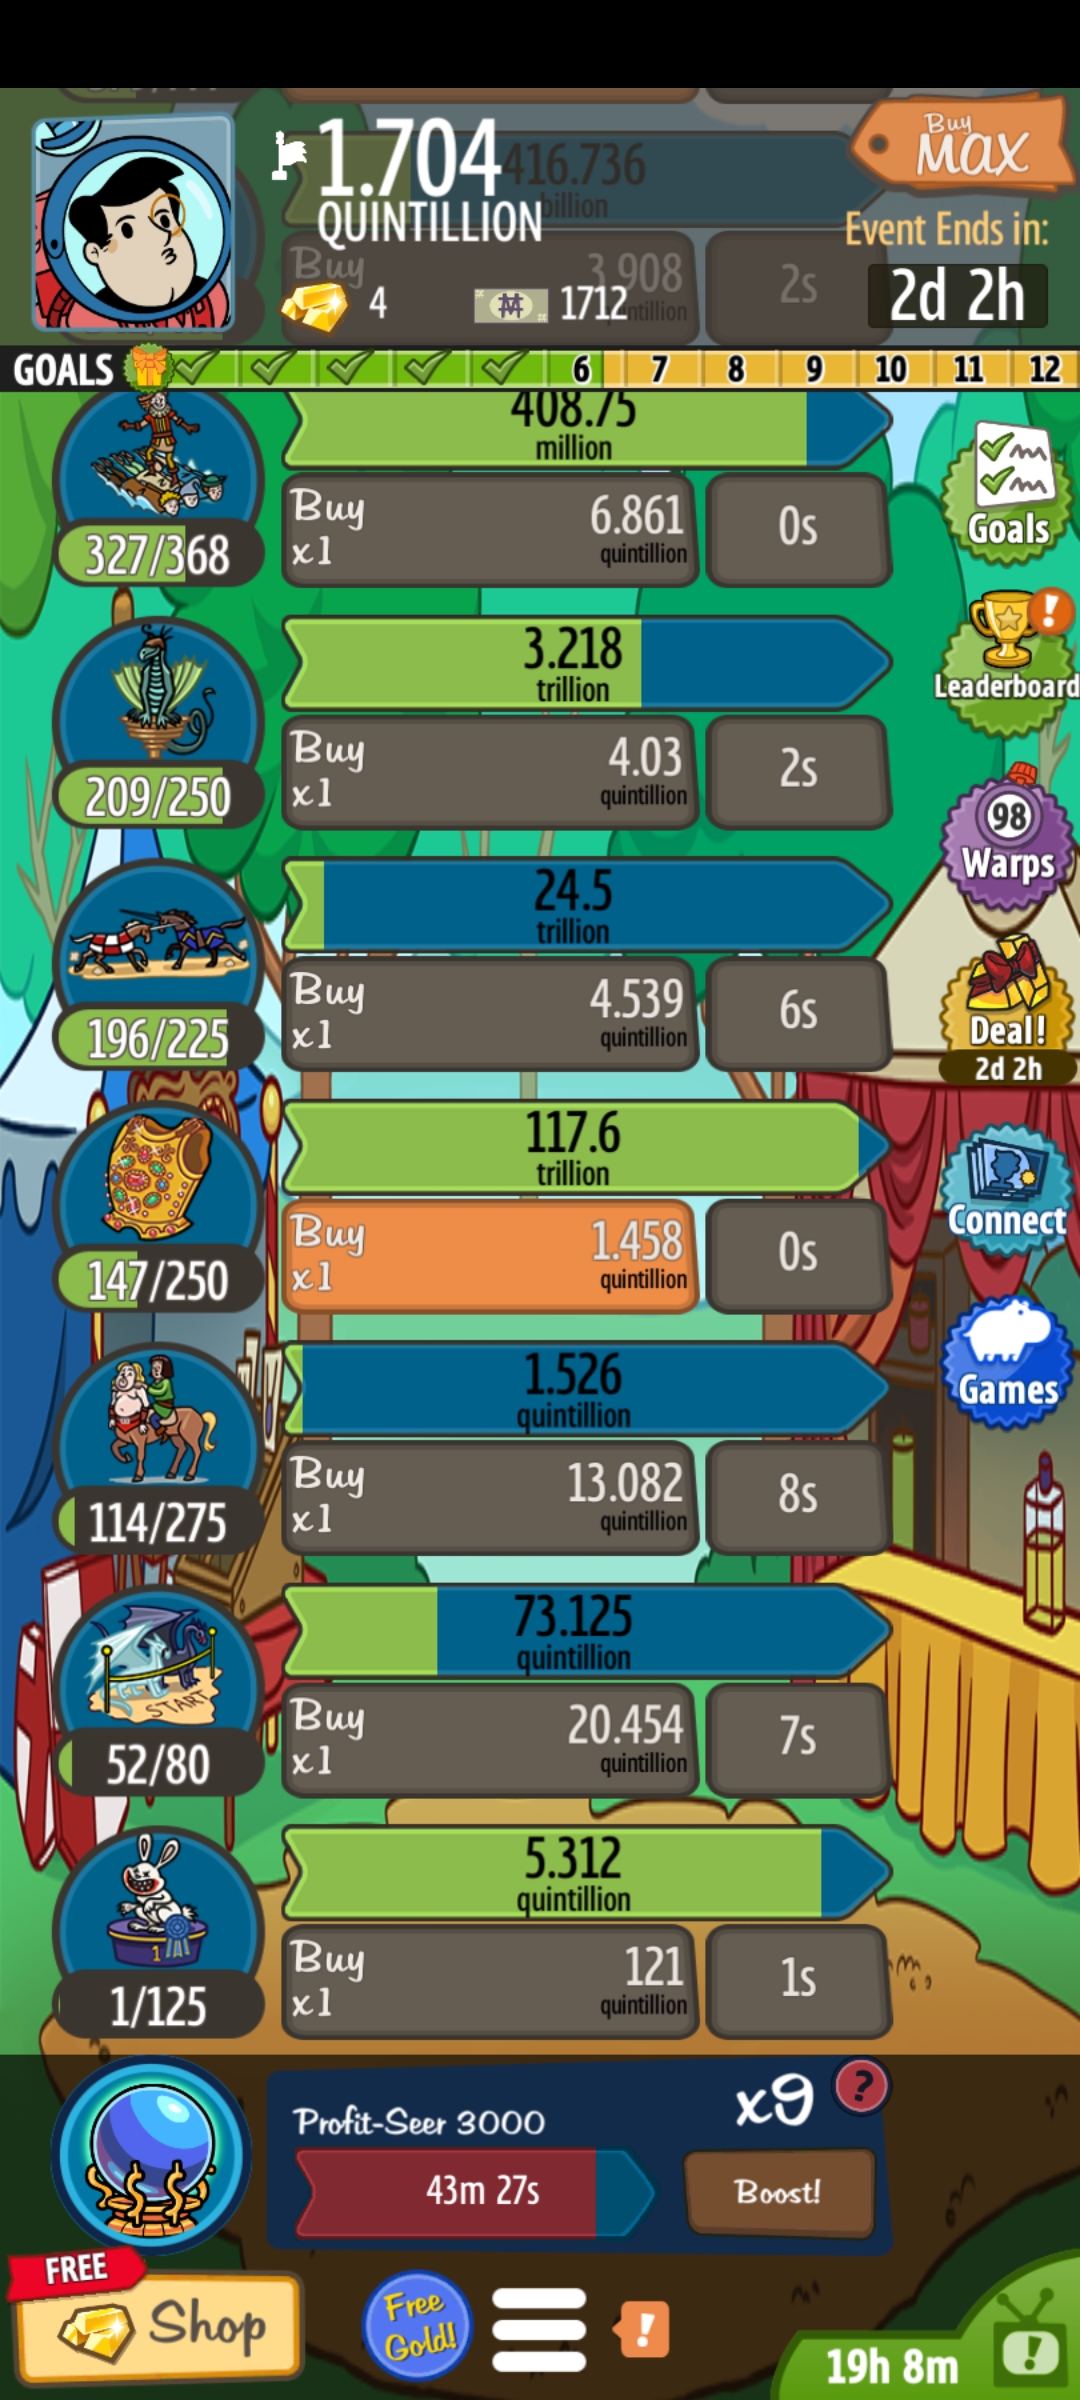 1.704
QUINTILLION
416.736
billion
Buy
MAX
Event Ends in:
2d 2h
Buy
3.908
2s
4
1712
GOALS
6
7
8
9
10
11
12
408.75
million
Buy
x1
6.861
quintillion
0s
327/368
Goals
3.218
trillion
Buy
x1
4.03
quintillion
2s
209/250
Leaderboard
24.5
trillion
Buy
x1
4.539
quintillion
6s
196/225
98
Warps
Deal!
2d 2h
117.6
trillion
Buy
x1
1.458
quintillion
0s
147/250
Connect
1.526
quintillion
Buy
x1
13.082
quintillion
8s
114/275
Games
73.125
quintillion
Buy
x1
20.454
quintillion
7s
START
52/80
5.312
quintillion
Buy
x1
121
quintillion
1s
1
1/125
Profit-Seer 3000
x9
?
43m 27s
Boost!
FREE
Shop
Free
Gold!
!
19h 8m
!